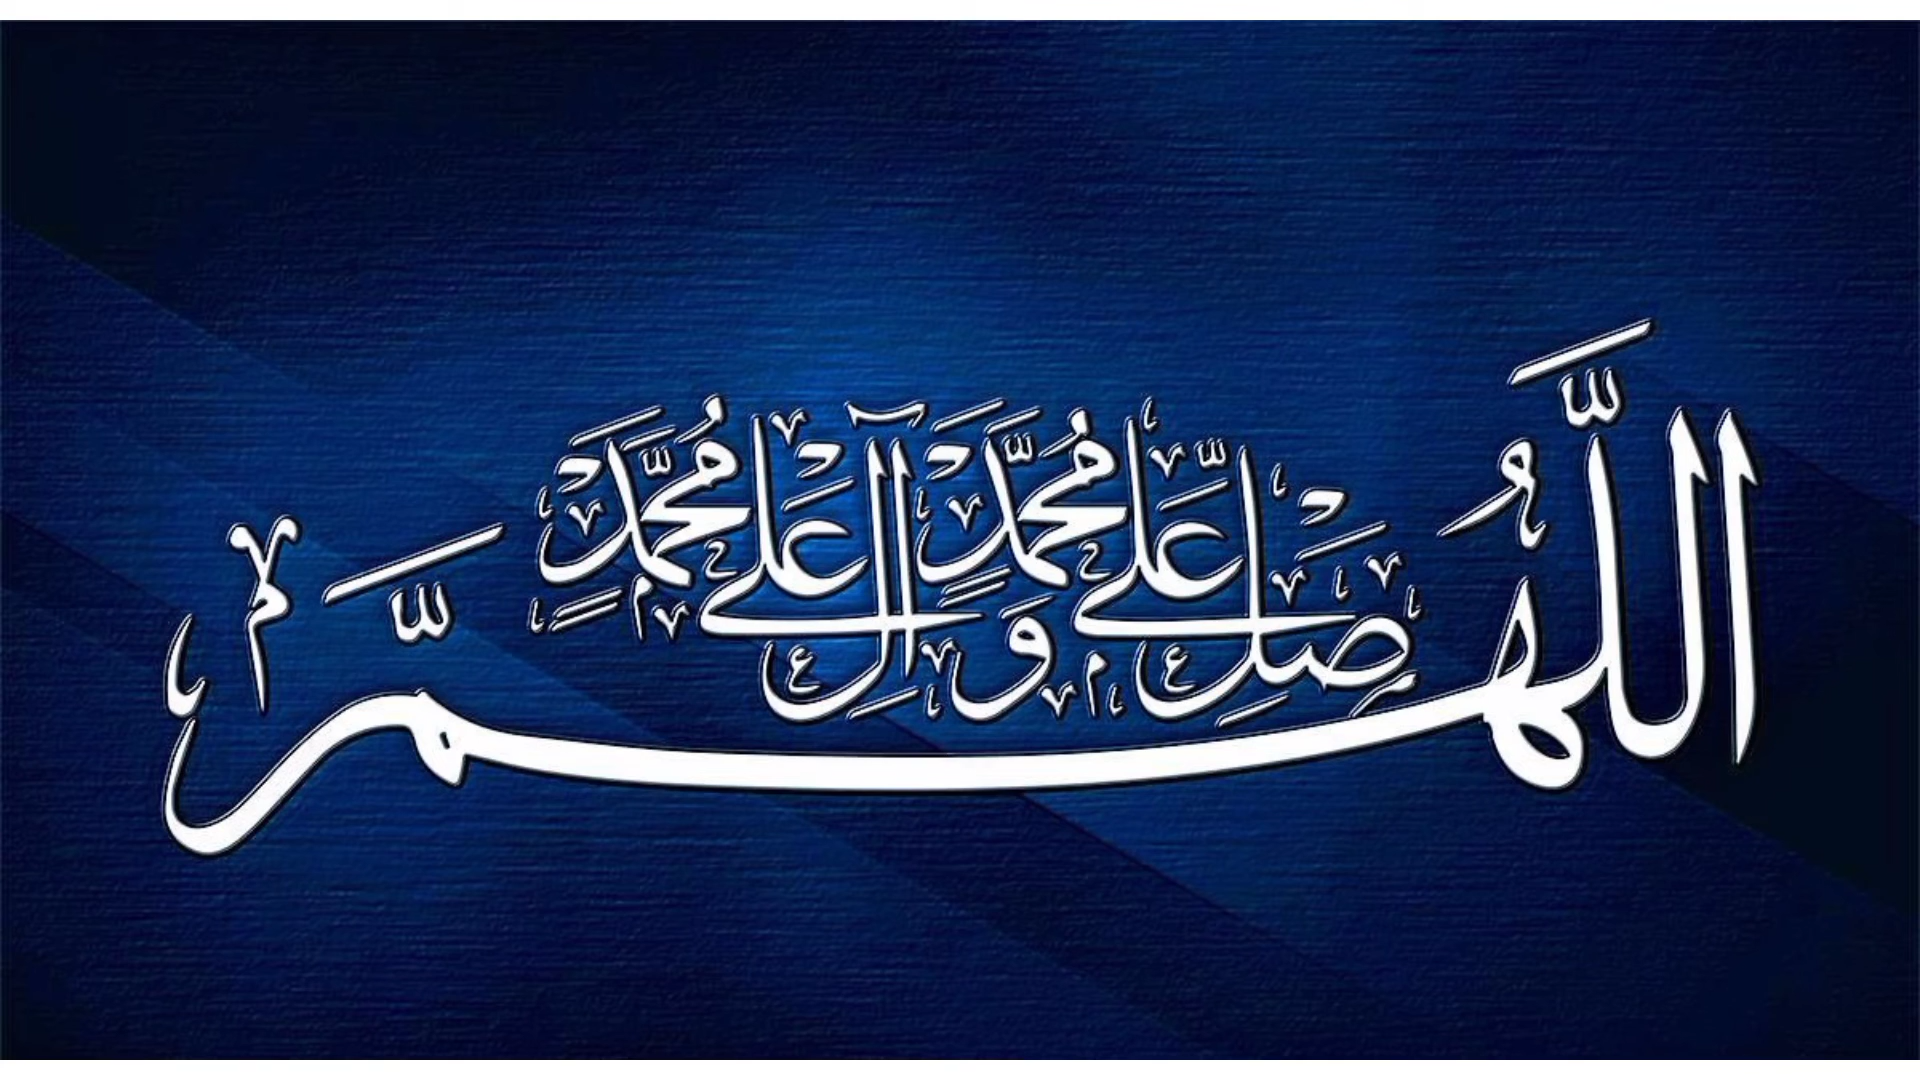 اللَّهُمَّ صَلِّ عَلَى مُحَمَّدٍ وَعَلَى آلِ مُحَمَّدٍ